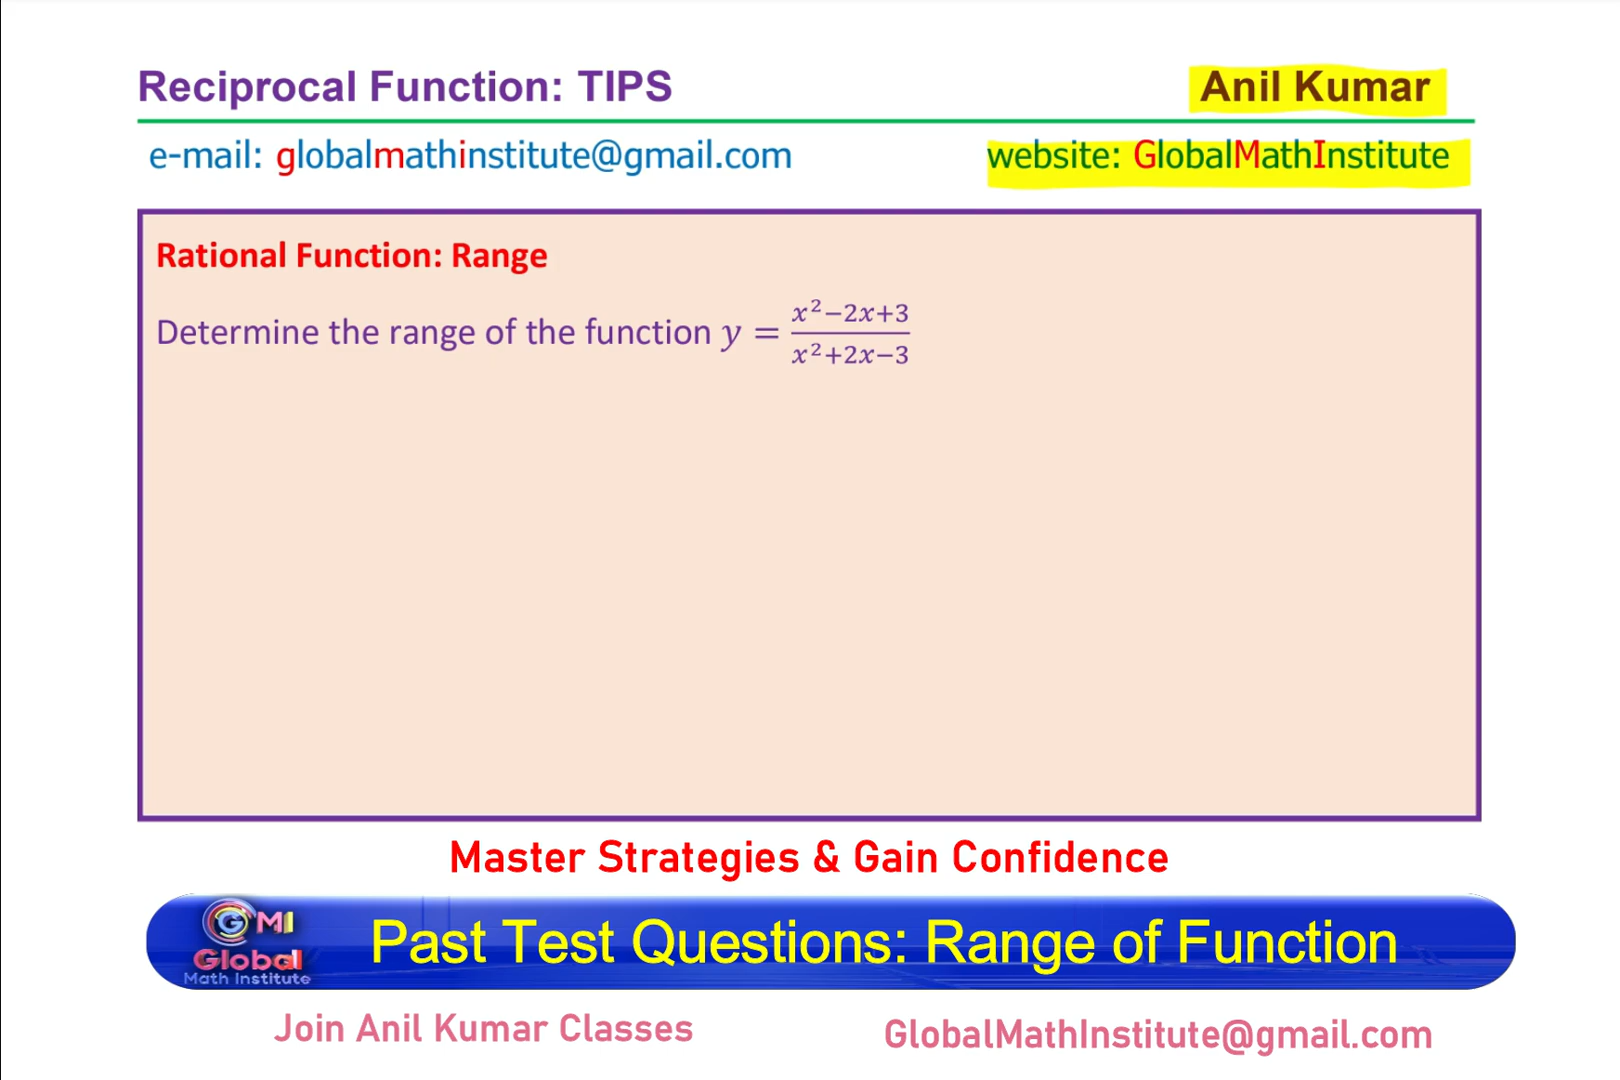 Reciprocal Function: TIPS
Anil Kumar
e-mail: globalmathinstitute@gmail.com
website: GlobalMathInstitute
Rational Function: Range
Determine the range of the function y = (x²−2x+3)/(x²+2x−3)
Master Strategies & Gain Confidence
GMI
Global
Math Institute
Past Test Questions: Range of Function
Join Anil Kumar Classes
GlobalMathInstitute@gmail.com